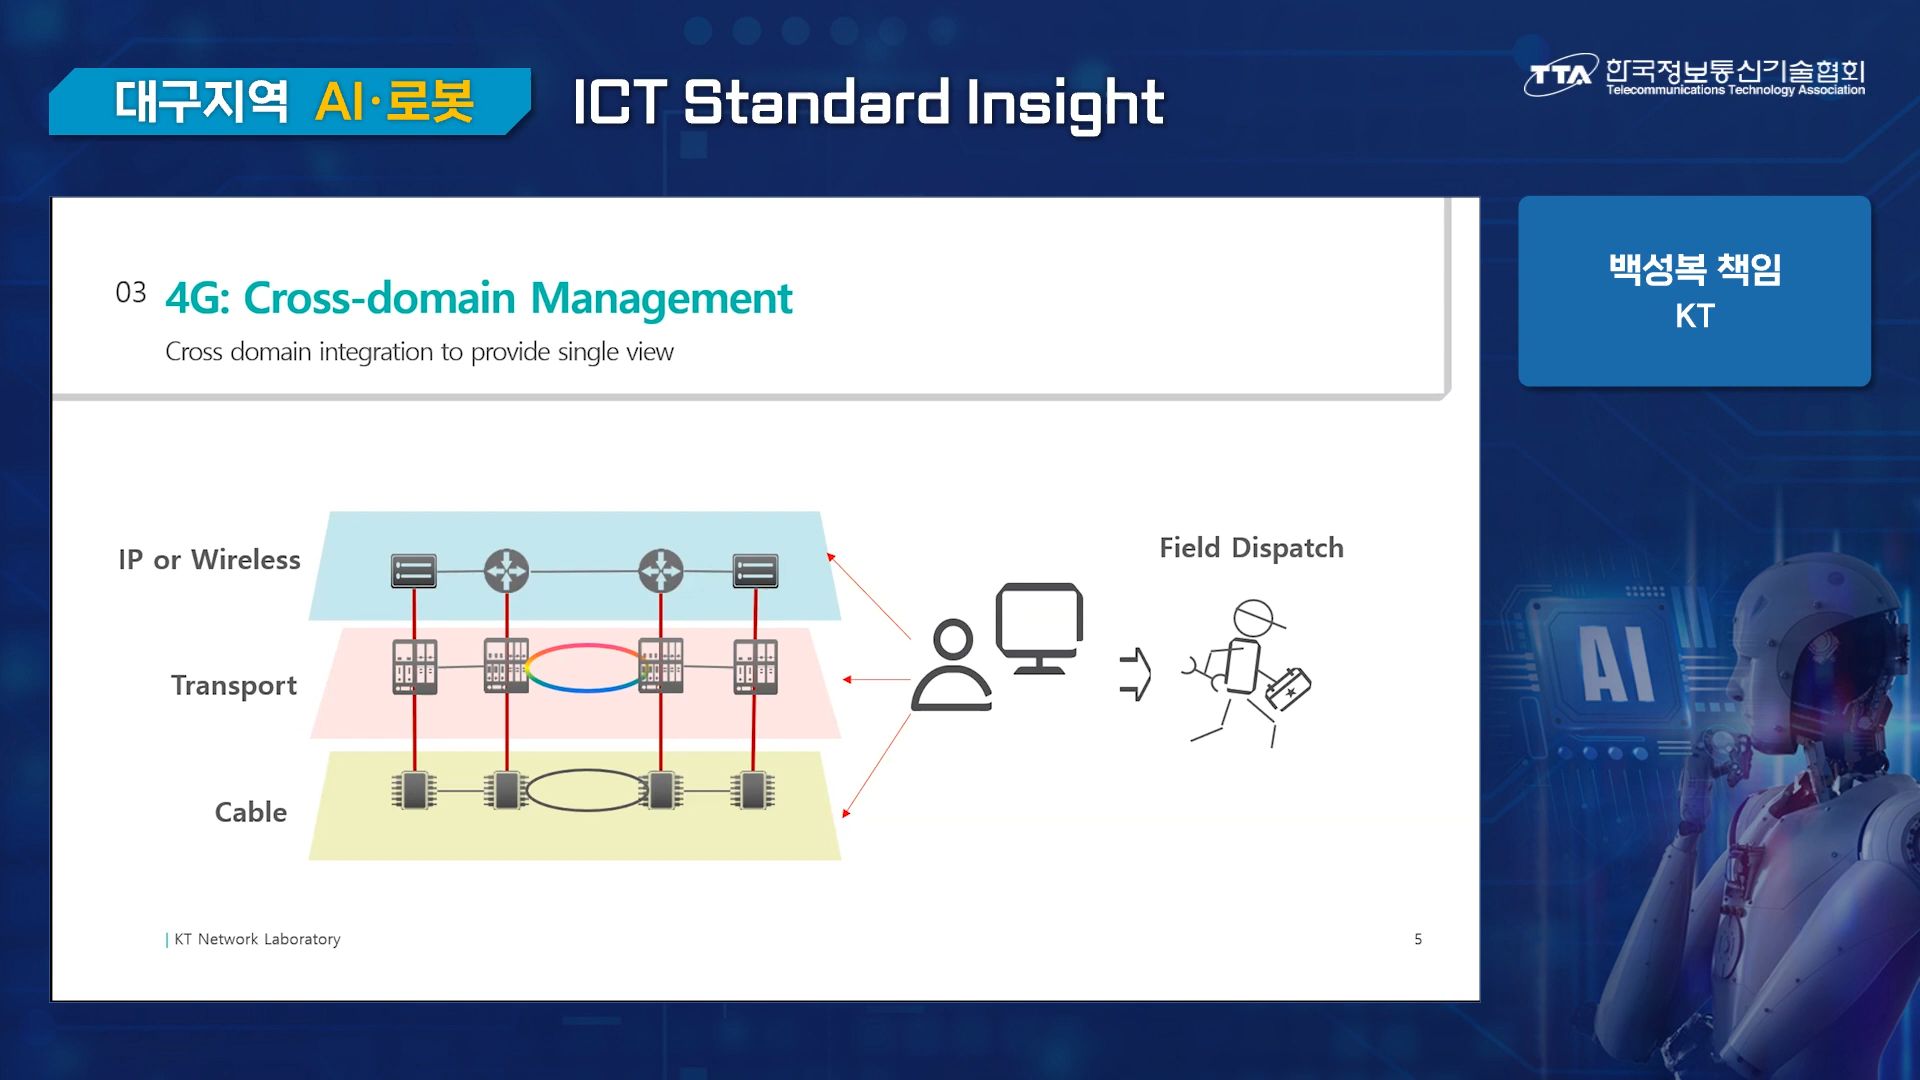 대구지역 AI·로봇
ICT Standard Insight
TTA 한국정보통신기술협회
Telecommunications Technology Association
03 4G: Cross-domain Management
Cross domain integration to provide single view
백성복 책임
KT
IP or Wireless
Transport
Cable
Field Dispatch
AI
| KT Network Laboratory
5